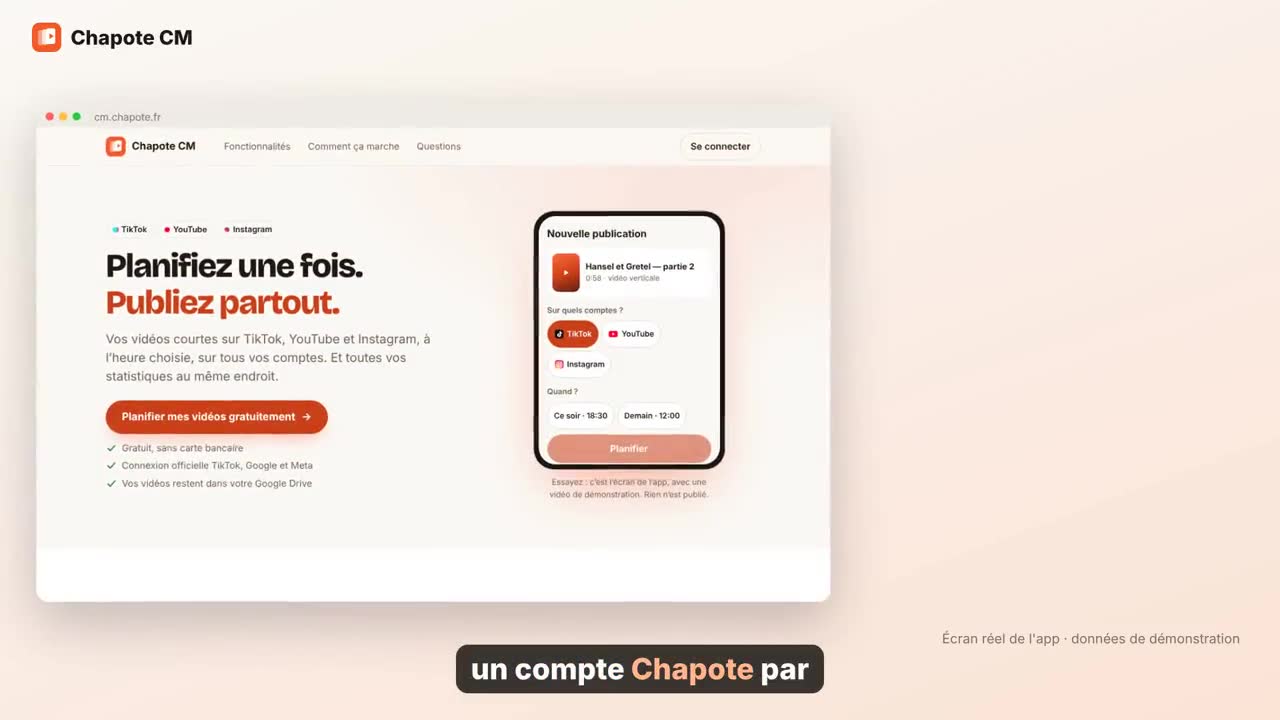 Chapote CM
cm.chapote.fr
Chapote CM
Fonctionnalités
Comment ça marche
Questions
Se connecter
TikTok
YouTube
Instagram
Planifiez une fois.
Publiez partout.
Vos vidéos courtes sur TikTok, YouTube et Instagram, à
l'heure choisie, sur tous vos comptes. Et toutes vos
statistiques au même endroit.
Planifier mes vidéos gratuitement →
Gratuit, sans carte bancaire
Connexion officielle TikTok, Google et Meta
Vos vidéos restent dans votre Google Drive
Nouvelle publication
Hansel et Gretel — partie 2
0:58 · vidéo verticale
Sur quels comptes ?
TikTok
YouTube
Instagram
Quand ?
Ce soir · 18:30
Demain · 12:00
Planifier
Essayez : c'est l'écran de l'app, avec une
vidéo de démonstration. Rien n'est publié.
Écran réel de l'app · données de démonstration
un compte Chapote par